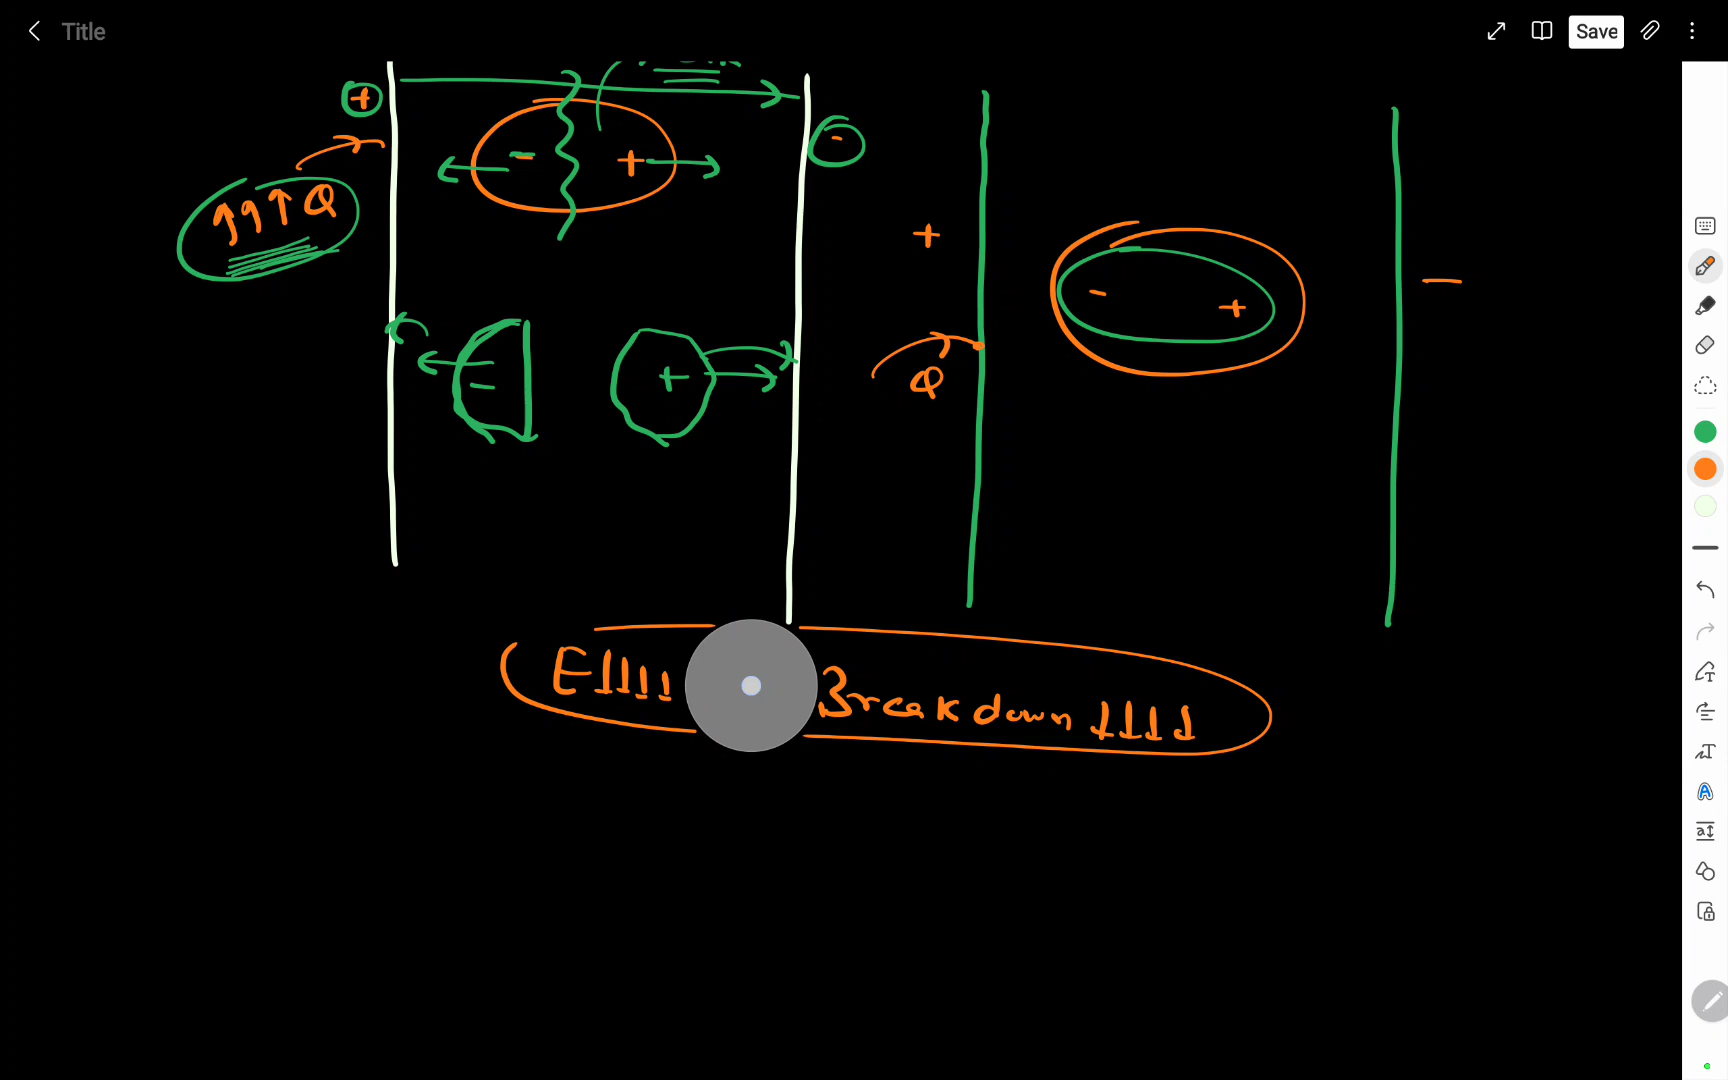 Title
Save
+
-
↑↑↑Q
- +
- +
+
- +
-
Q
E
Breakdown